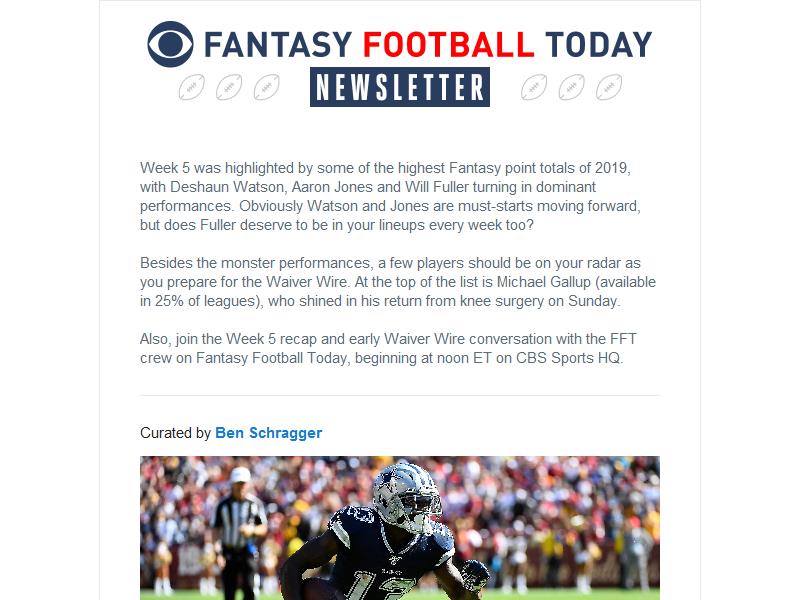 FANTASY FOOTBALL TODAY
NEWSLETTER
Week 5 was highlighted by some of the highest Fantasy point totals of 2019,
with Deshaun Watson, Aaron Jones and Will Fuller turning in dominant
performances. Obviously Watson and Jones are must-starts moving forward,
but does Fuller deserve to be in your lineups every week too?
Besides the monster performances, a few players should be on your radar as
you prepare for the Waiver Wire. At the top of the list is Michael Gallup (available
in 25% of leagues), who shined in his return from knee surgery on Sunday.
Also, join the Week 5 recap and early Waiver Wire conversation with the FFT
crew on Fantasy Football Today, beginning at noon ET on CBS Sports HQ.
Curated by Ben Schragger
13